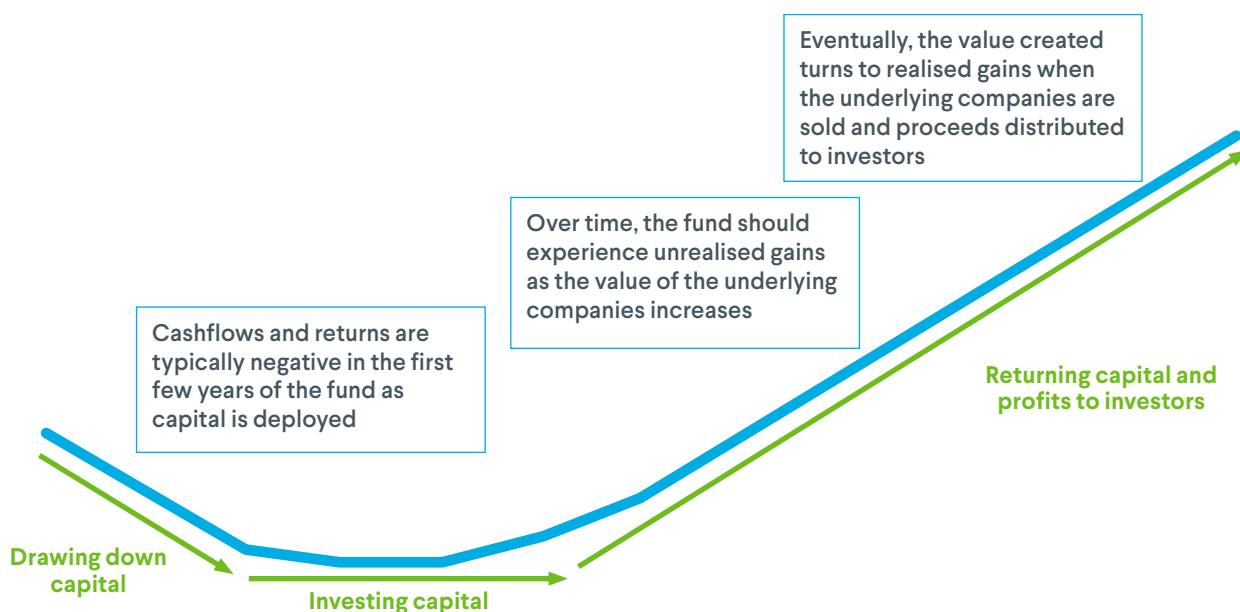 Eventually, the value created
turns to realised gains when
the underlying companies are
sold and proceeds distributed
to investors
Over time, the fund should
experience unrealised gains
as the value of the underlying
companies increases
Cashflows and returns are
typically negative in the first
few years of the fund as
capital is deployed
Returning capital and
profits to investors
Drawing down
capital
Investing capital